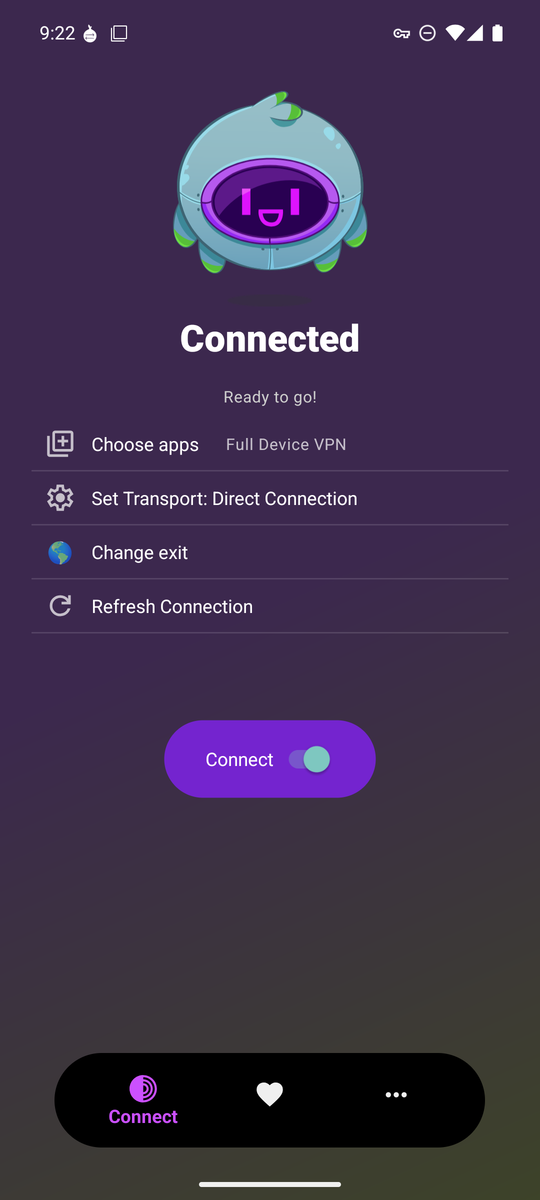 9:22
Connected
Ready to go!
Choose apps Full Device VPN
Set Transport: Direct Connection
Change exit
Refresh Connection
Connect
Connect